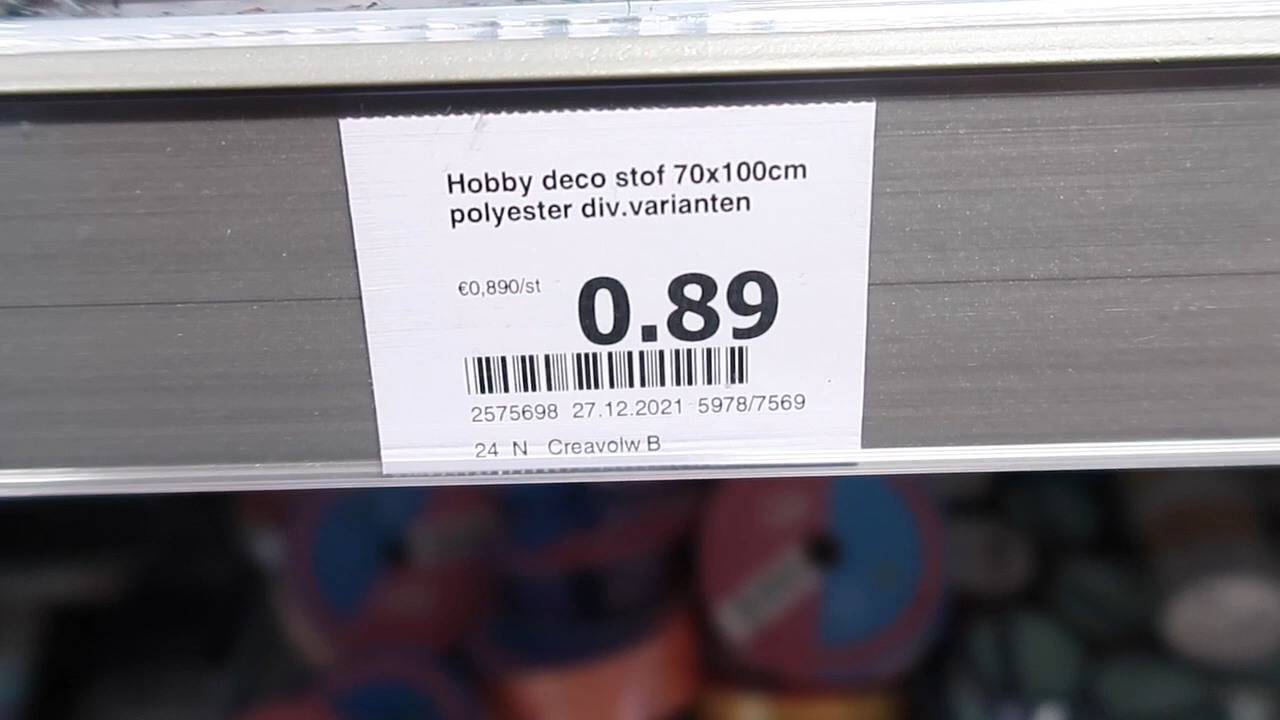 Hobby deco stof 70x100cm
polyester div.varianten
€0,890/st 0.89
2575698 27.12.2021 5978/7569
24 N Creavolw B